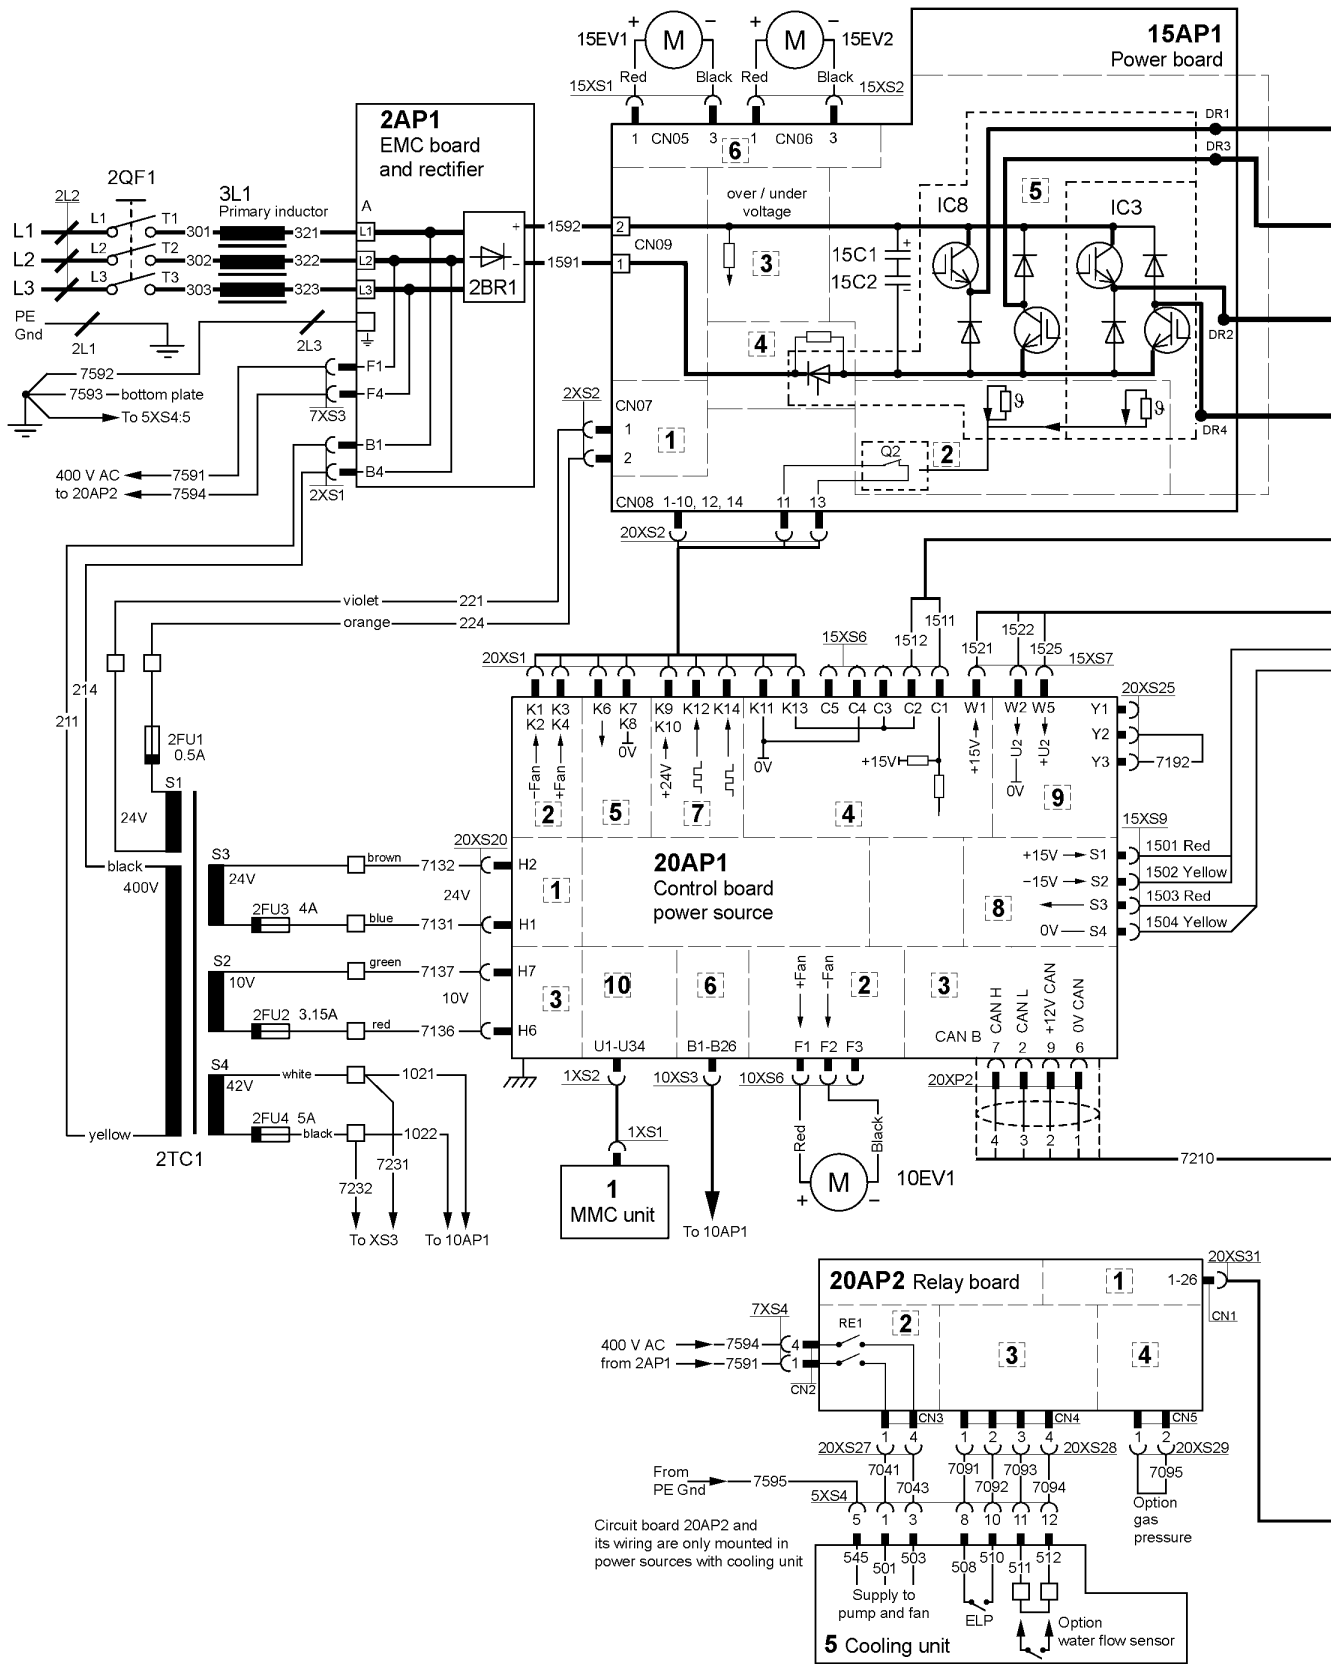 15AP1
Power board
15EV1 + M −
+ M − 15EV2
Red Black Red Black
15XS1 15XS2
1 CN05 3 1 CN06 3
6
DR1
DR3
2AP1
EMC board
and rectifier
2QF1
2L2
3L1
Primary inductor
A
L1 L1 T1 301 321 L1
L2 L2 T2 302 322 L2
L3 L3 T3 303 323 L3
+
−
2BR1
1592
1591
2
CN09
1
over / under
voltage
3
15C1
15C2
+
−
IC8
5
IC3
DR2
PE
Gnd
2L1
2L3
4
7592
7593 bottom plate
To 5XS4:5
F1
F4
7XS3
B1
B4
2XS1
400 V AC 7591
to 20AP2 7594
2XS2
CN07
1
2
1
ϑ
ϑ
DR4
Q2
2
CN08 1-10, 12, 14 11 13
20XS2
violet 221
orange 224
214
211
2FU1
0.5A
S1
24V
black
400V
yellow
2TC1
S3
24V
2FU3 4A
S2
10V
2FU2 3.15A
S4
42V
2FU4 5A
brown 7132
blue 7131
green 7137
red 7136
white 1021
black 1022
7231
7232
To XS3 To 10AP1
20XS20
24V
10V
H2
H1
H7
H6
20XS1 15XS6 1512 1511 1521 1522 1525 15XS7
K1 K3 K6 K7 K9 K12 K14 K11 K13 C5 C4 C3 C2 C1 W1 W2 W5
K2 K4 K8 K10
−Fan +Fan 0V +24V 0V +15V +15V U2 +U2
0V
2 5 7 4 9
20XS25
Y1
Y2
Y3 7192
15XS9
+15V S1 1501 Red
−15V S2 1502 Yellow
S3 1503 Red
0V S4 1504 Yellow
20AP1
Control board
power source
1
8
3 10 6 2 3
+Fan −Fan
CAN H CAN L +12V CAN 0V CAN
CAN B 7 2 9 6
U1-U34 B1-B26 F1 F2 F3
1XS2 10XS3 10XS6 20XP2
4 3 2 1
7210
1XS1
1
MMC unit
To 10AP1
Red Black
+ M − 10EV1
20AP2 Relay board
1
1-26
20XS31
CN1
7XS4
400 V AC 7594 4
from 2AP1 7591 1
CN2
RE1
2
3
4
1 4 CN3 1 2 3 4 CN4 1 2 CN5
20XS27 20XS28 20XS29
7041 7043 7091 7092 7093 7094 7095
From
PE Gnd 7595
5XS4
5 1 3 8 10 11 12
Option
gas
pressure
Circuit board 20AP2 and
its wiring are only mounted in
power sources with cooling unit
545 501 503 508 510 511 512
Supply to
pump and fan
ELP
Option
water flow sensor
5 Cooling unit